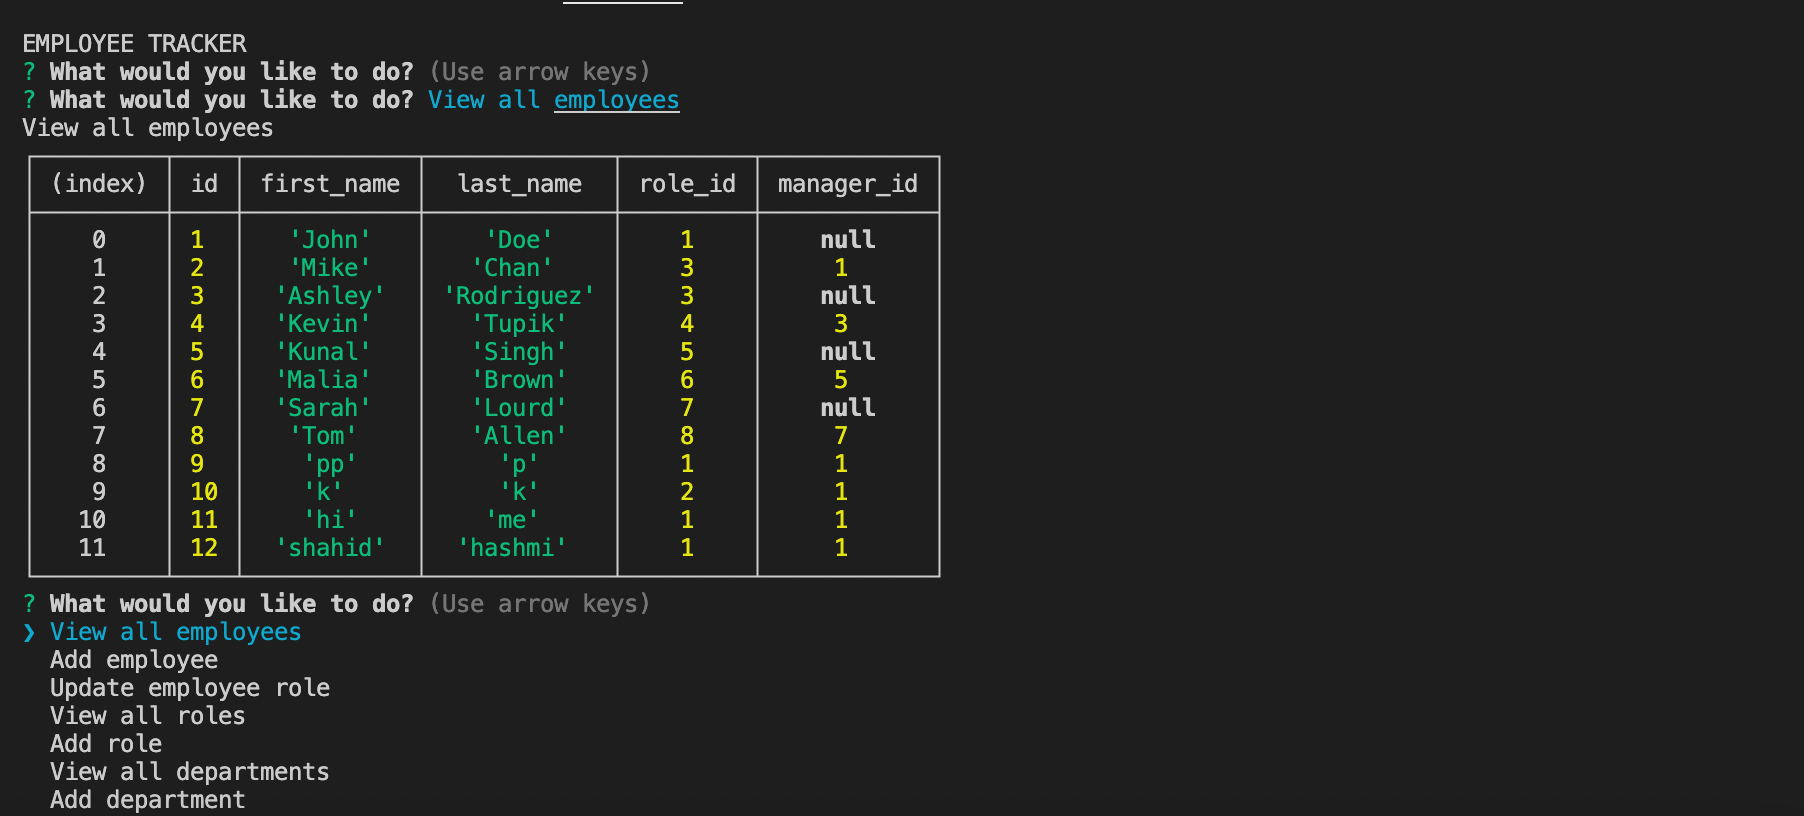 EMPLOYEE TRACKER
? What would you like to do? (Use arrow keys)
? What would you like to do? View all employees
View all employees
(index) id first_name last_name role_id manager_id
0 1 'John' 'Doe' 1 null
1 2 'Mike' 'Chan' 3 1
2 3 'Ashley' 'Rodriguez' 3 null
3 4 'Kevin' 'Tupik' 4 3
4 5 'Kunal' 'Singh' 5 null
5 6 'Malia' 'Brown' 6 5
6 7 'Sarah' 'Lourd' 7 null
7 8 'Tom' 'Allen' 8 7
8 9 'pp' 'p' 1 1
9 10 'k' 'k' 2 1
10 11 'hi' 'me' 1 1
11 12 'shahid' 'hashmi' 1 1
? What would you like to do? (Use arrow keys)
❯ View all employees
Add employee
Update employee role
View all roles
Add role
View all departments
Add department